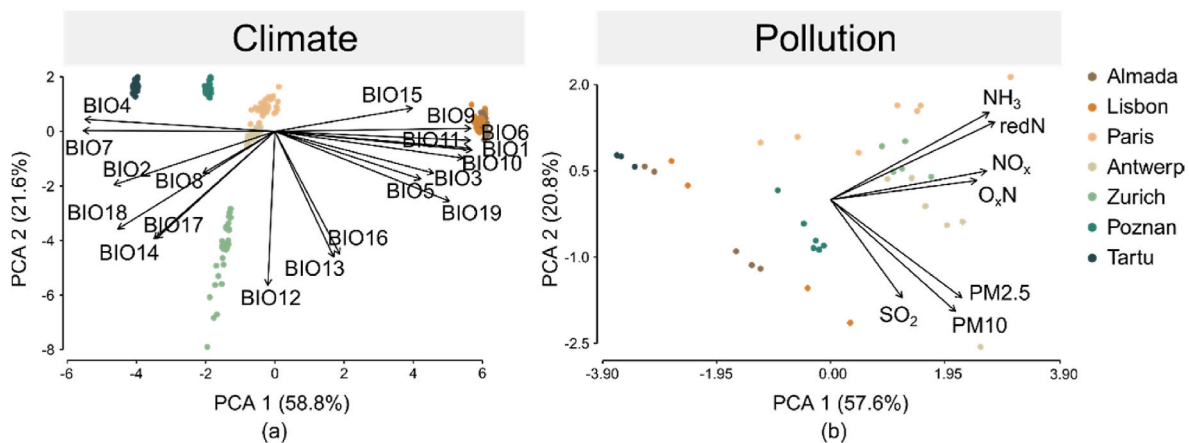 Climate
Pollution
2
0
-2
-4
-6
-8
PCA 2 (21.6%)
BIO4
BIO7
BIO2
BIO8
BIO18
BIO17
BIO14
BIO12
BIO13
BIO16
BIO15
BIO9
BIO6
BIO11
BIO1
BIO10
BIO3
BIO5
BIO19
-6
-4
-2
0
2
4
6
PCA 1 (58.8%)
(a)
2.0
0.5
-1.0
-2.5
PCA 2 (20.8%)
NH₃
redN
NOₓ
OₓN
PM2.5
SO₂
PM10
-3.90
-1.95
0.00
1.95
3.90
PCA 1 (57.6%)
(b)
Almada
Lisbon
Paris
Antwerp
Zurich
Poznan
Tartu